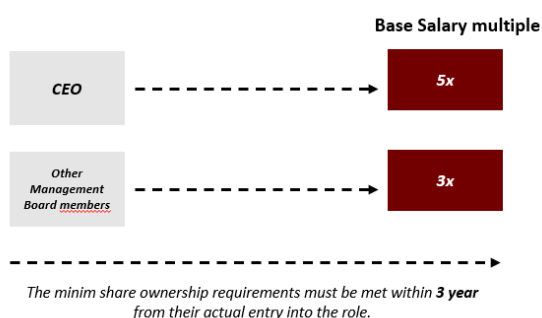 Base Salary multiple
CEO
5x
Other
Management
Board members
3x
The minim share ownership requirements must be met within 3 year
from their actual entry into the role.